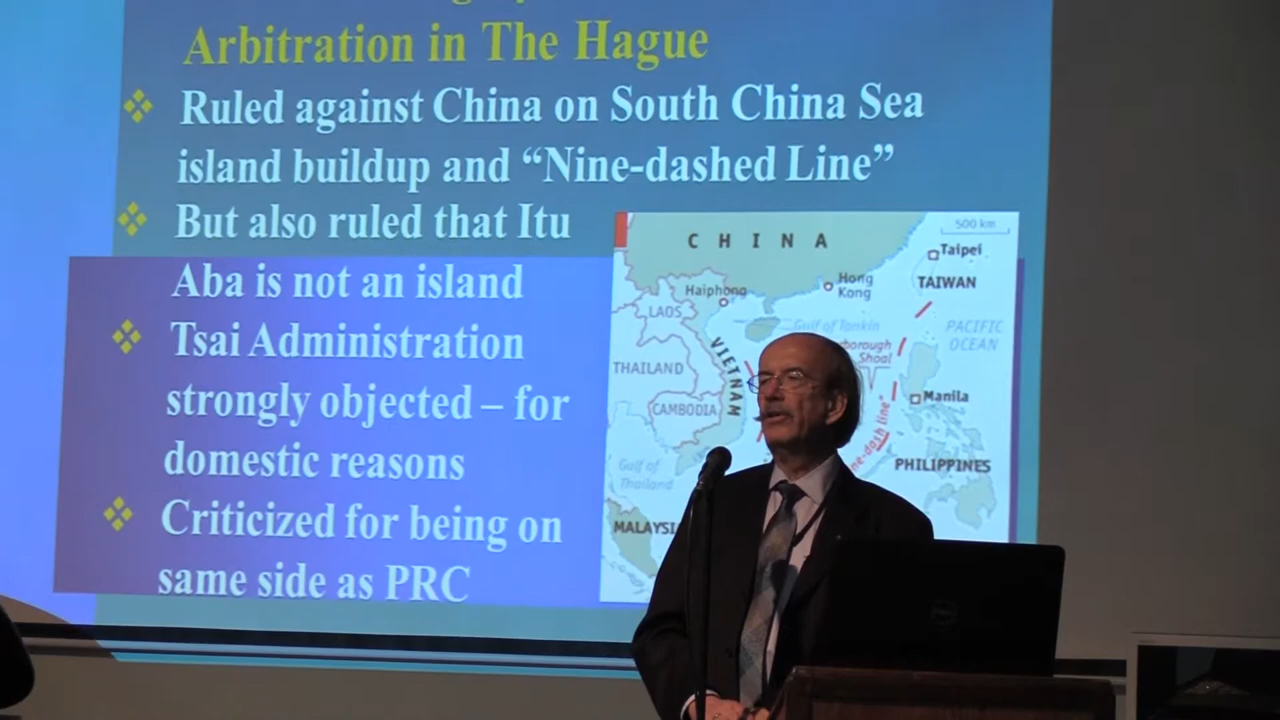 Arbitration in The Hague
Ruled against China on South China Sea
island buildup and “Nine-dashed Line”
But also ruled that Itu
Aba is not an island
Tsai Administration
strongly objected – for
domestic reasons
Criticized for being on
same side as PRC
500 km
CHINA
Taipei
TAIWAN
Hong
Kong
Haiphong
LAOS
Gulf of Tonkin
PACIFIC
OCEAN
Shoal
THAILAND
VIETNAM
CAMBODIA
Manila
line"
PHILIPPINES
Gulf of
Thailand